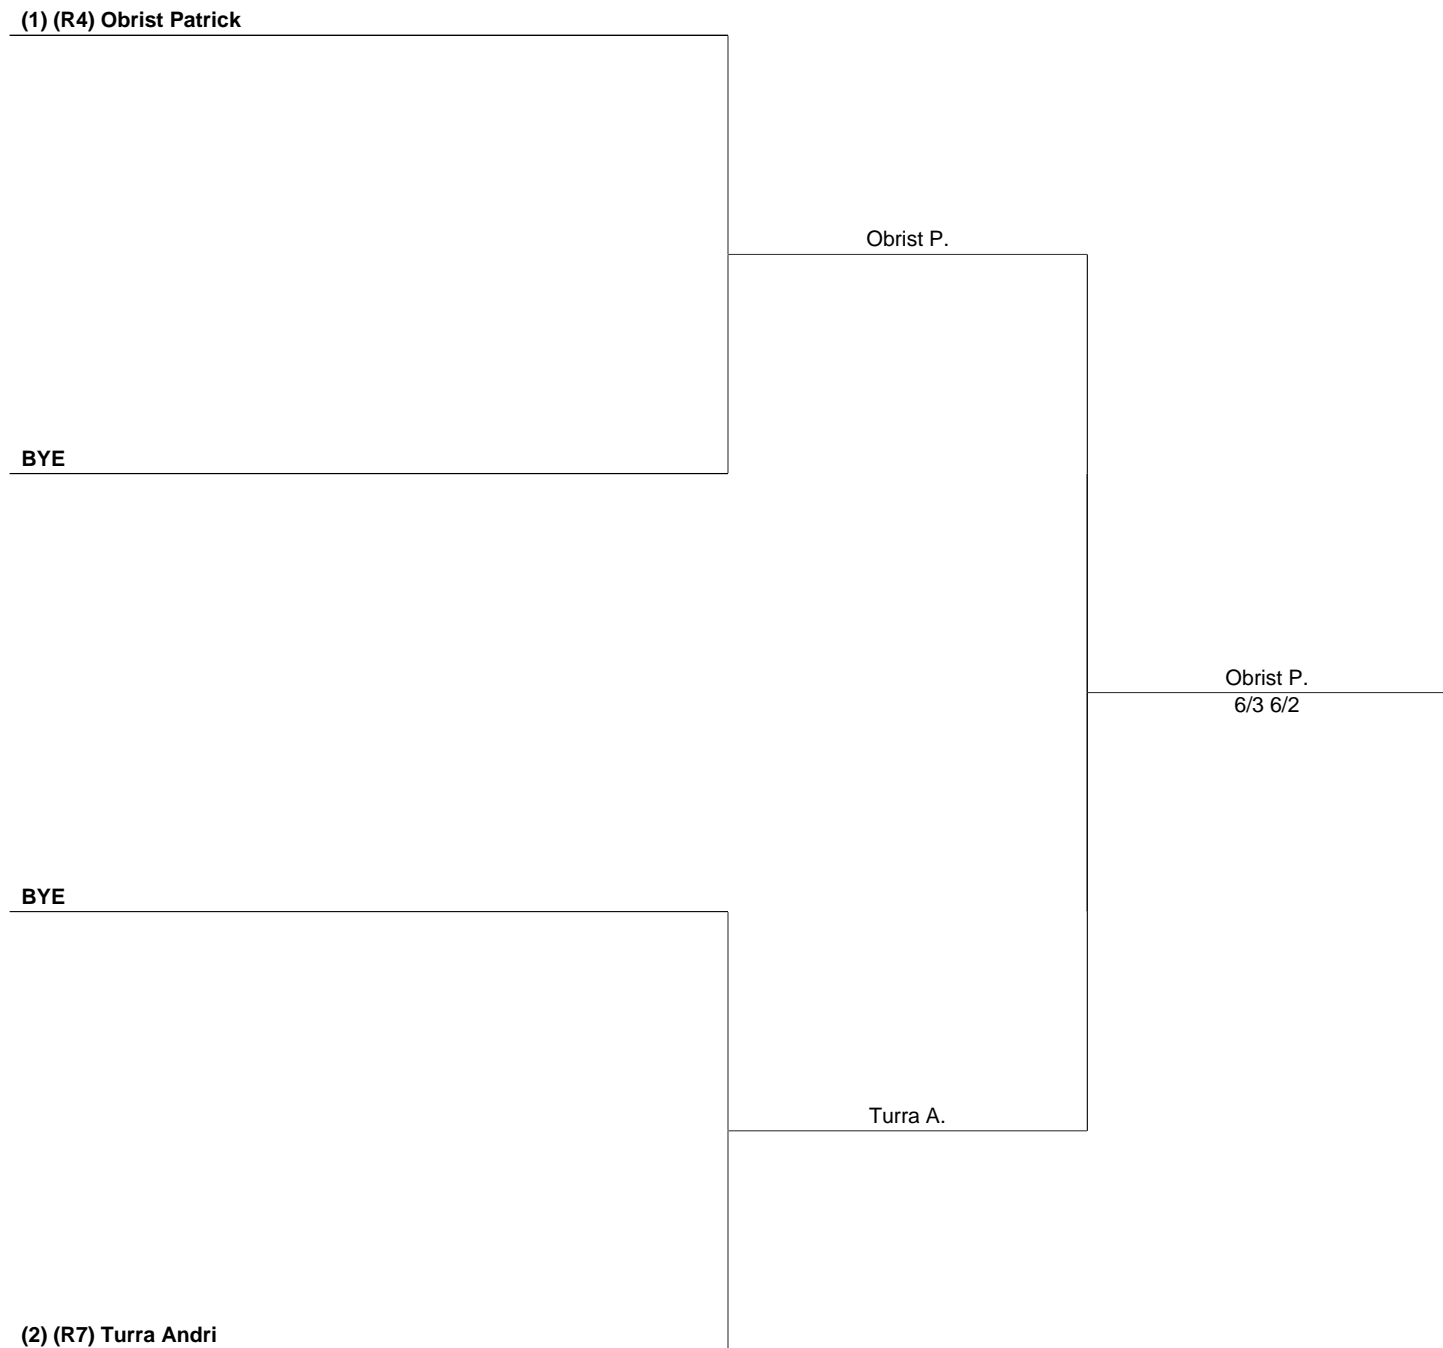 (1) (R4) Obrist Patrick
Obrist P.
BYE
Obrist P.
6/3 6/2
BYE
Turra A.
(2) (R7) Turra Andri